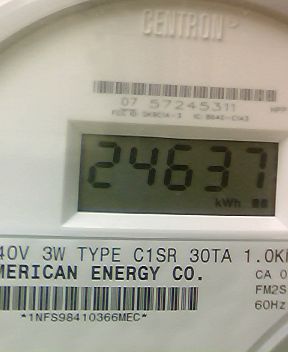 CENTRON
07 57245311
24637
kWh
40V 3W TYPE C1SR 30TA 1.0K
MERICAN ENERGY CO.
CA 0
FM2S
60Hz
*1NFS98410366MEC*